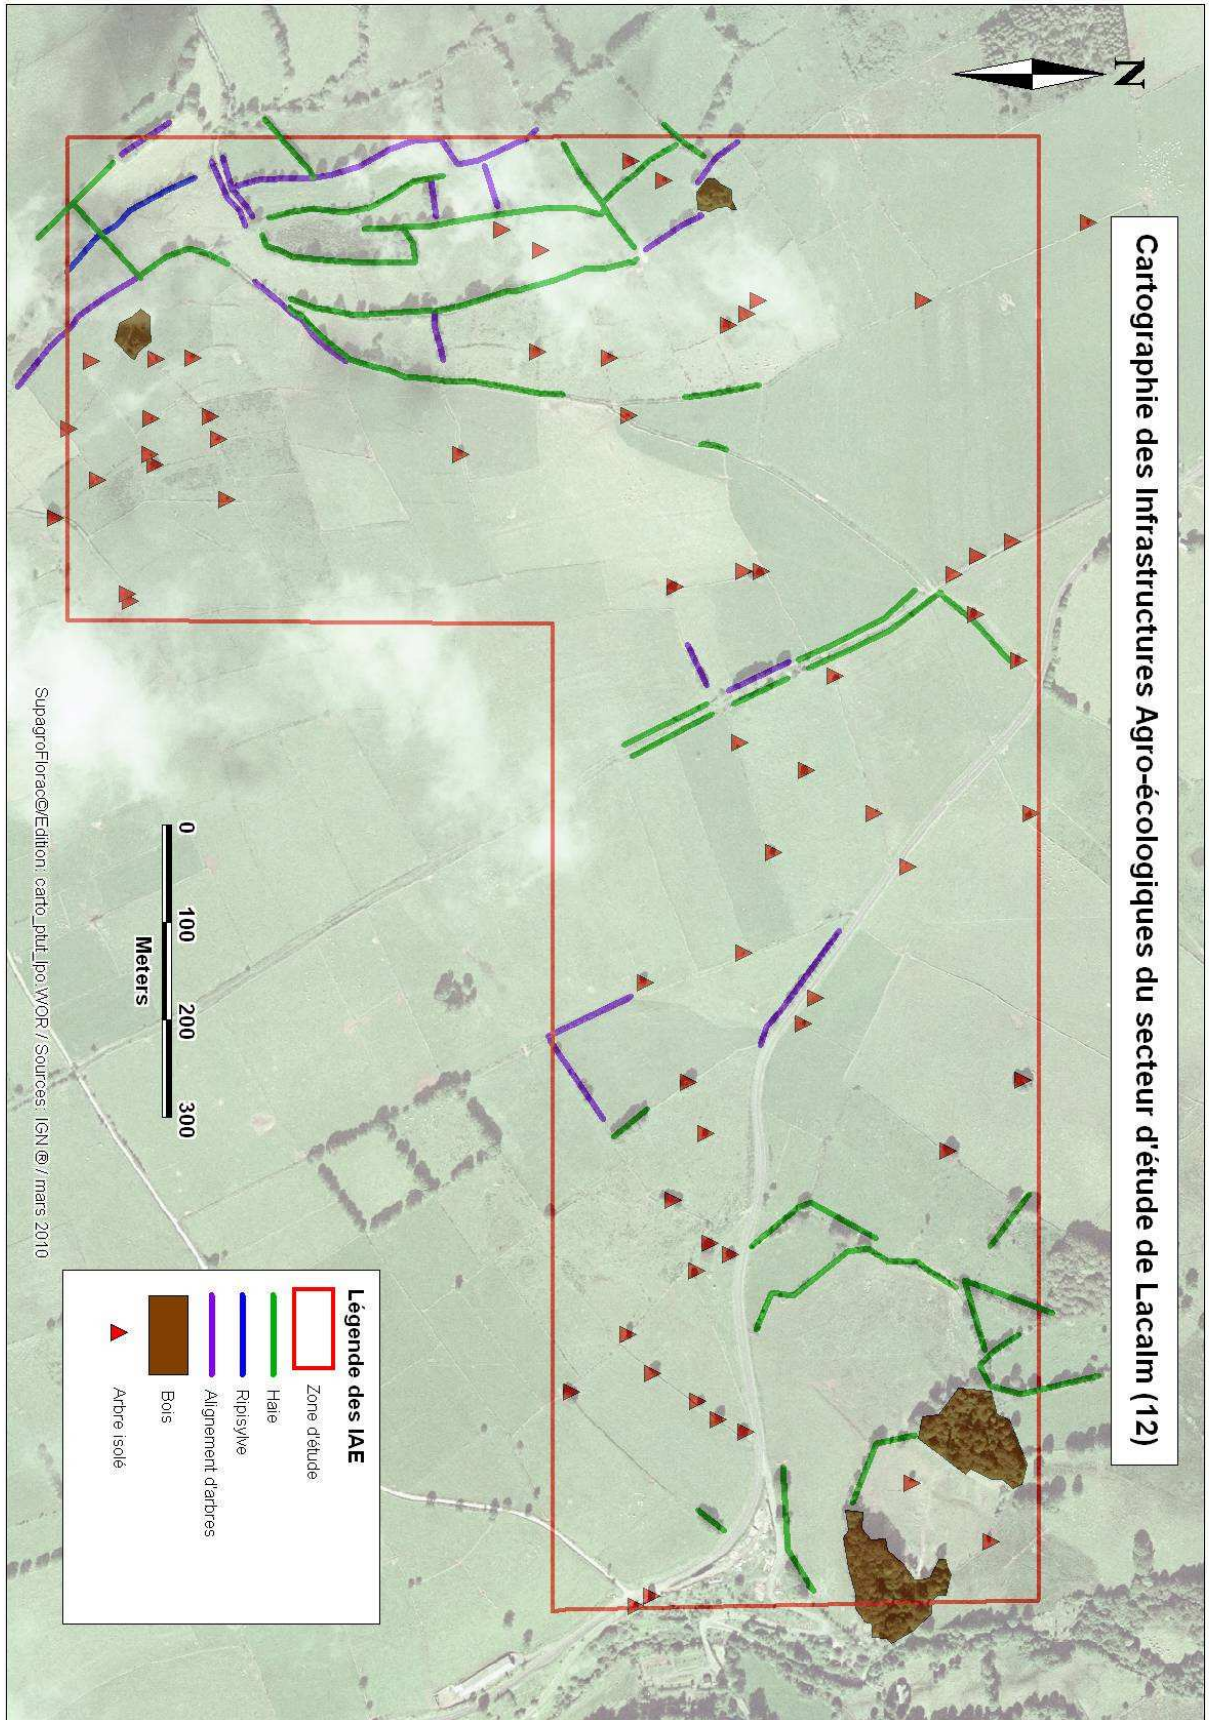 Cartographie des Infrastructures Agro-écologiques du secteur d'étude de Lacalm (12)
N
0 100 200 300
Meters
Légende des IAE
Zone d'étude
Haie
Ripisylve
Alignement d'arbres
Bois
Arbre isolé
SupagroFlorac©/Edition: carto_ptut_lpo.WOR / Sources: IGN ® / mars 2010